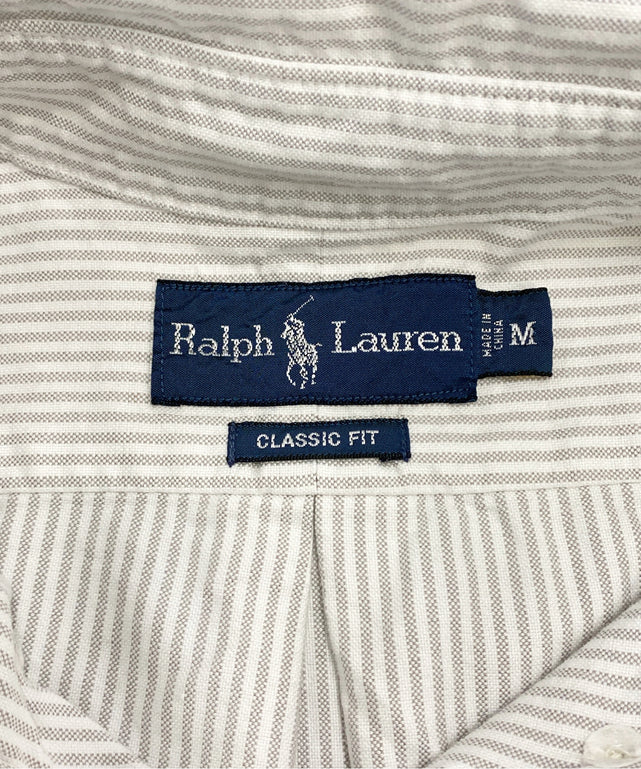 Ralph Lauren
MADE IN
CHINA
M
CLASSIC FIT